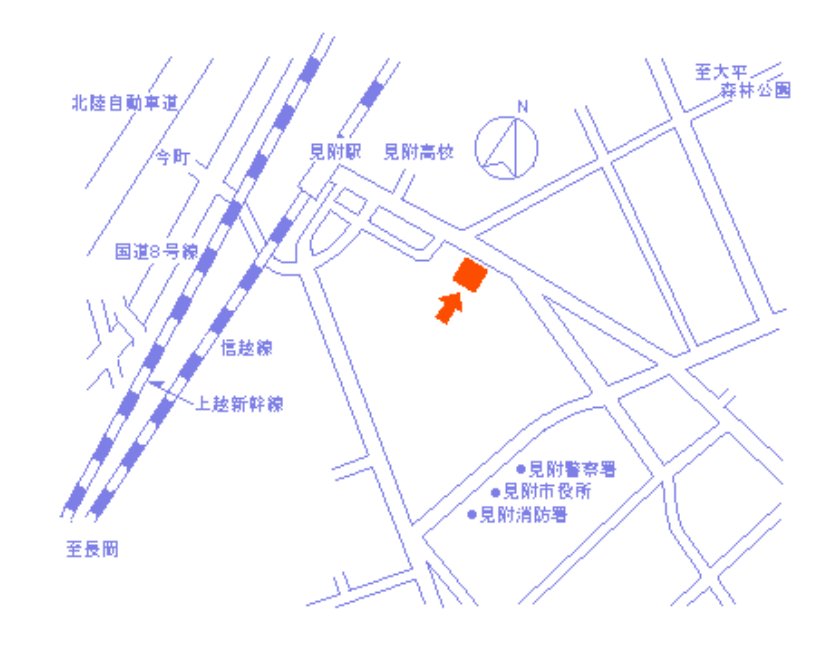 N
至大平
森林公園
北陸自動車道
今町
見附駅
見附高校
国道8号線
信越線
上越新幹線
●見附警察署
●見附市役所
●見附消防署
至長岡